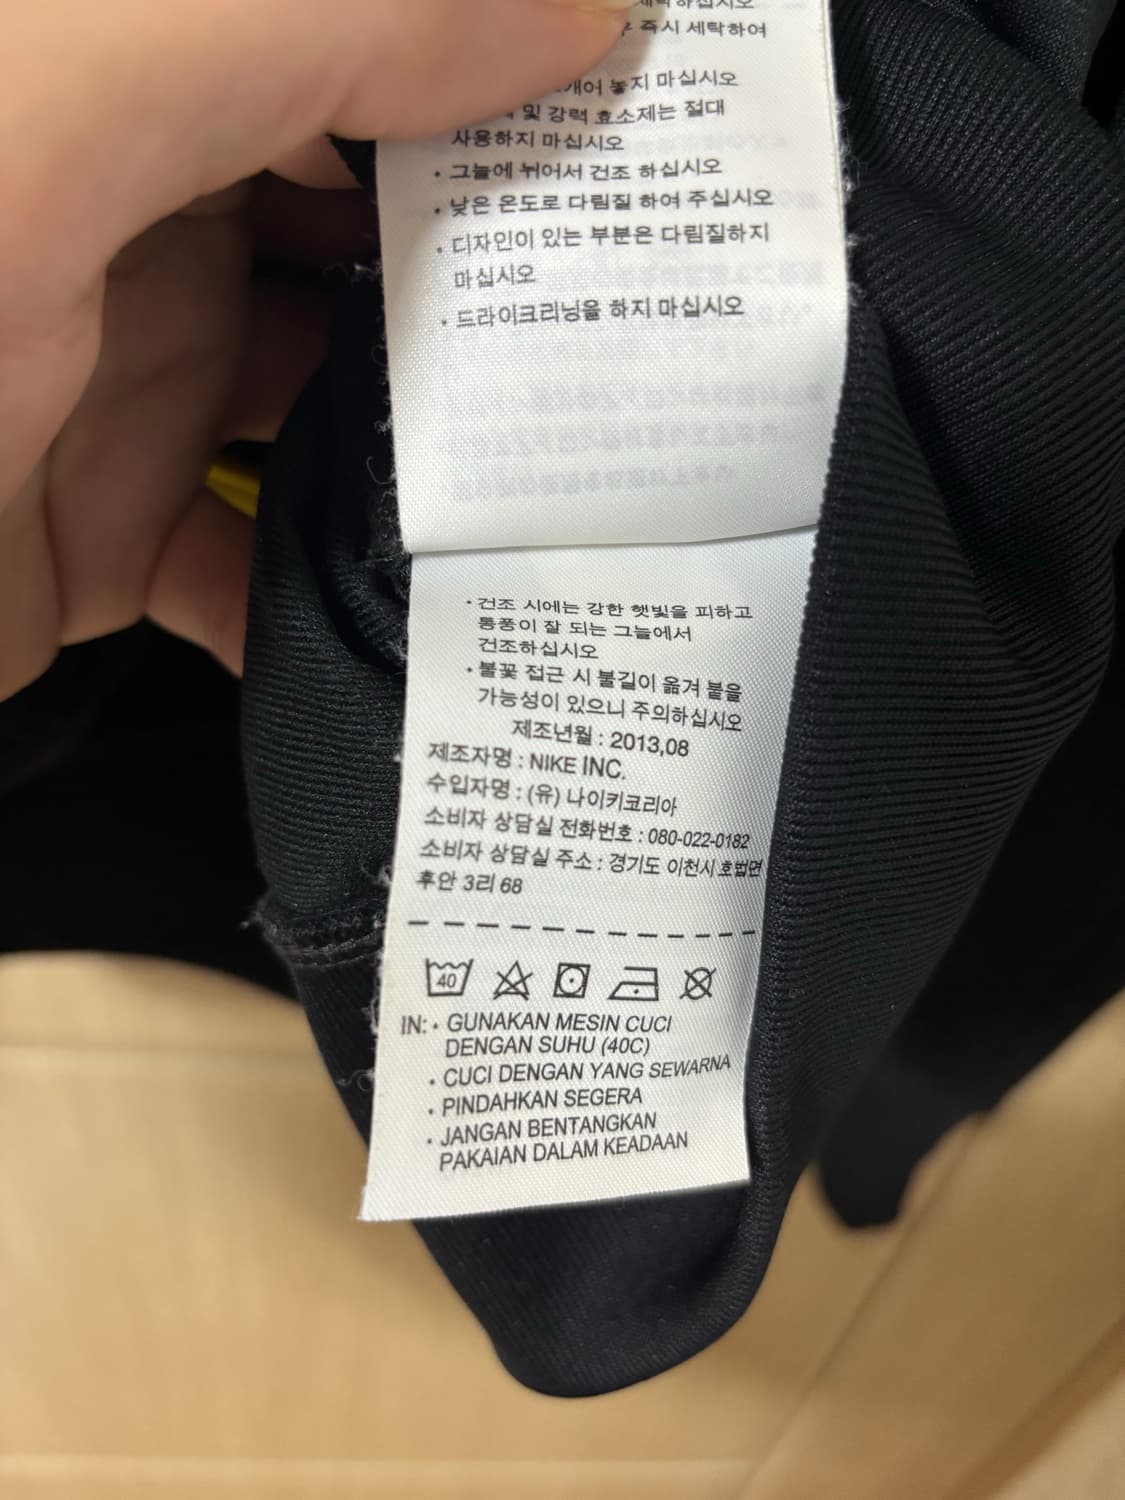 즉시 세탁하여
놓지 마십시오
및 강력 효소제는 절대
사용하지 마십시오
• 그늘에 뉘어서 건조 하십시오
• 낮은 온도로 다림질 하여 주십시오
• 디자인이 있는 부분은 다림질하지
마십시오
• 드라이크리닝을 하지 마십시오
• 건조 시에는 강한 햇빛을 피하고
통풍이 잘 되는 그늘에서
건조하십시오
• 불꽃 접근 시 불길이 옮겨 붙을
가능성이 있으니 주의하십시오
제조년월 : 2013,08
제조자명 : NIKE INC.
수입자명 : (유) 나이키코리아
소비자 상담실 전화번호 : 080-022-0182
소비자 상담실 주소 : 경기도 이천시 호법면
후안 3리 68
40
IN: • GUNAKAN MESIN CUCI
DENGAN SUHU (40C)
• CUCI DENGAN YANG SEWARNA
• PINDAHKAN SEGERA
• JANGAN BENTANGKAN
PAKAIAN DALAM KEADAAN